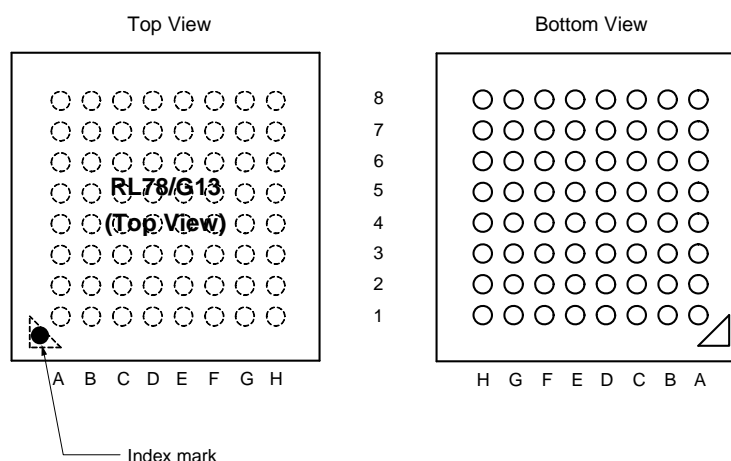 Top View
Bottom View
RL78/G13
(Top View)
8
7
6
5
4
3
2
1
A B C D E F G H
H G F E D C B A
Index mark